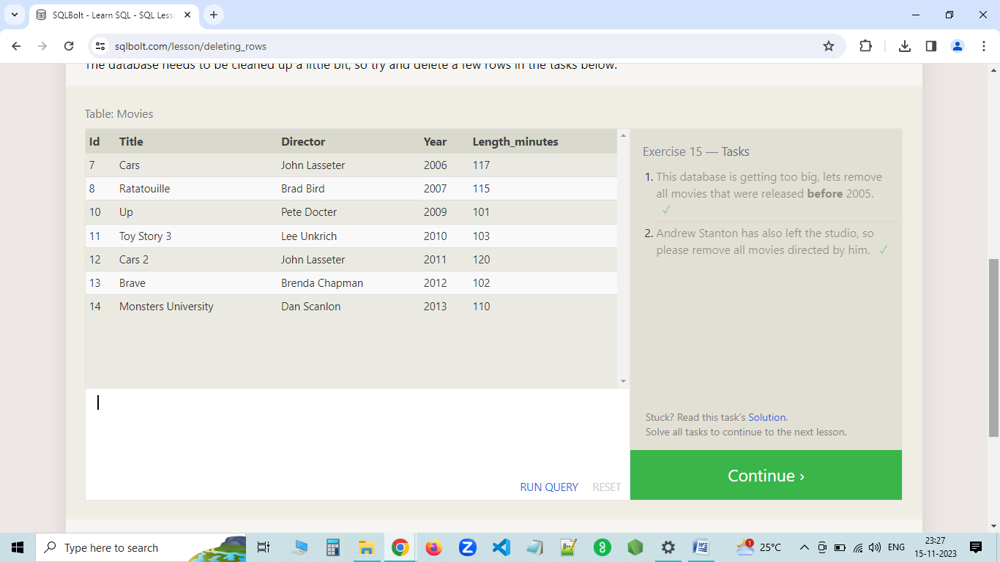 SQLBolt - Learn SQL - SQL Less
sqlbolt.com/lesson/deleting_rows
The database needs to be cleaned up a little bit, so try and delete a few rows in the tasks below.
Table: Movies
Id Title Director Year Length_minutes
7 Cars John Lasseter 2006 117
8 Ratatouille Brad Bird 2007 115
10 Up Pete Docter 2009 101
11 Toy Story 3 Lee Unkrich 2010 103
12 Cars 2 John Lasseter 2011 120
13 Brave Brenda Chapman 2012 102
14 Monsters University Dan Scanlon 2013 110
RUN QUERY RESET
Exercise 15 — Tasks
1. This database is getting too big, lets remove
all movies that were released before 2005.
✓
2. Andrew Stanton has also left the studio, so
please remove all movies directed by him. ✓
Stuck? Read this task's Solution.
Solve all tasks to continue to the next lesson.
Continue ›
Type here to search
1
25°C
ENG
23:27
15-11-2023